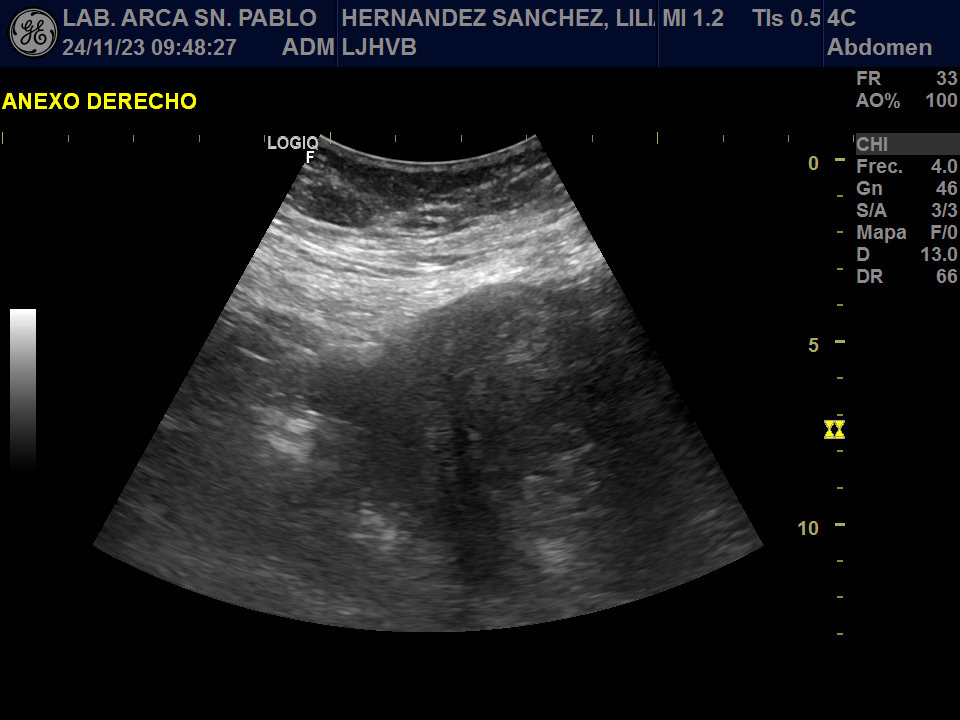 LAB. ARCA SN. PABLO
HERNANDEZ SANCHEZ, LILI
MI 1.2
TIs 0.5
4C
24/11/23 09:48:27
ADM
LJHVB
Abdomen
ANEXO DERECHO
FR 33
AO% 100
LOGIQ
F
CHI
Frec. 4.0
Gn 46
S/A 3/3
Mapa F/0
D 13.0
DR 66
0
5
10